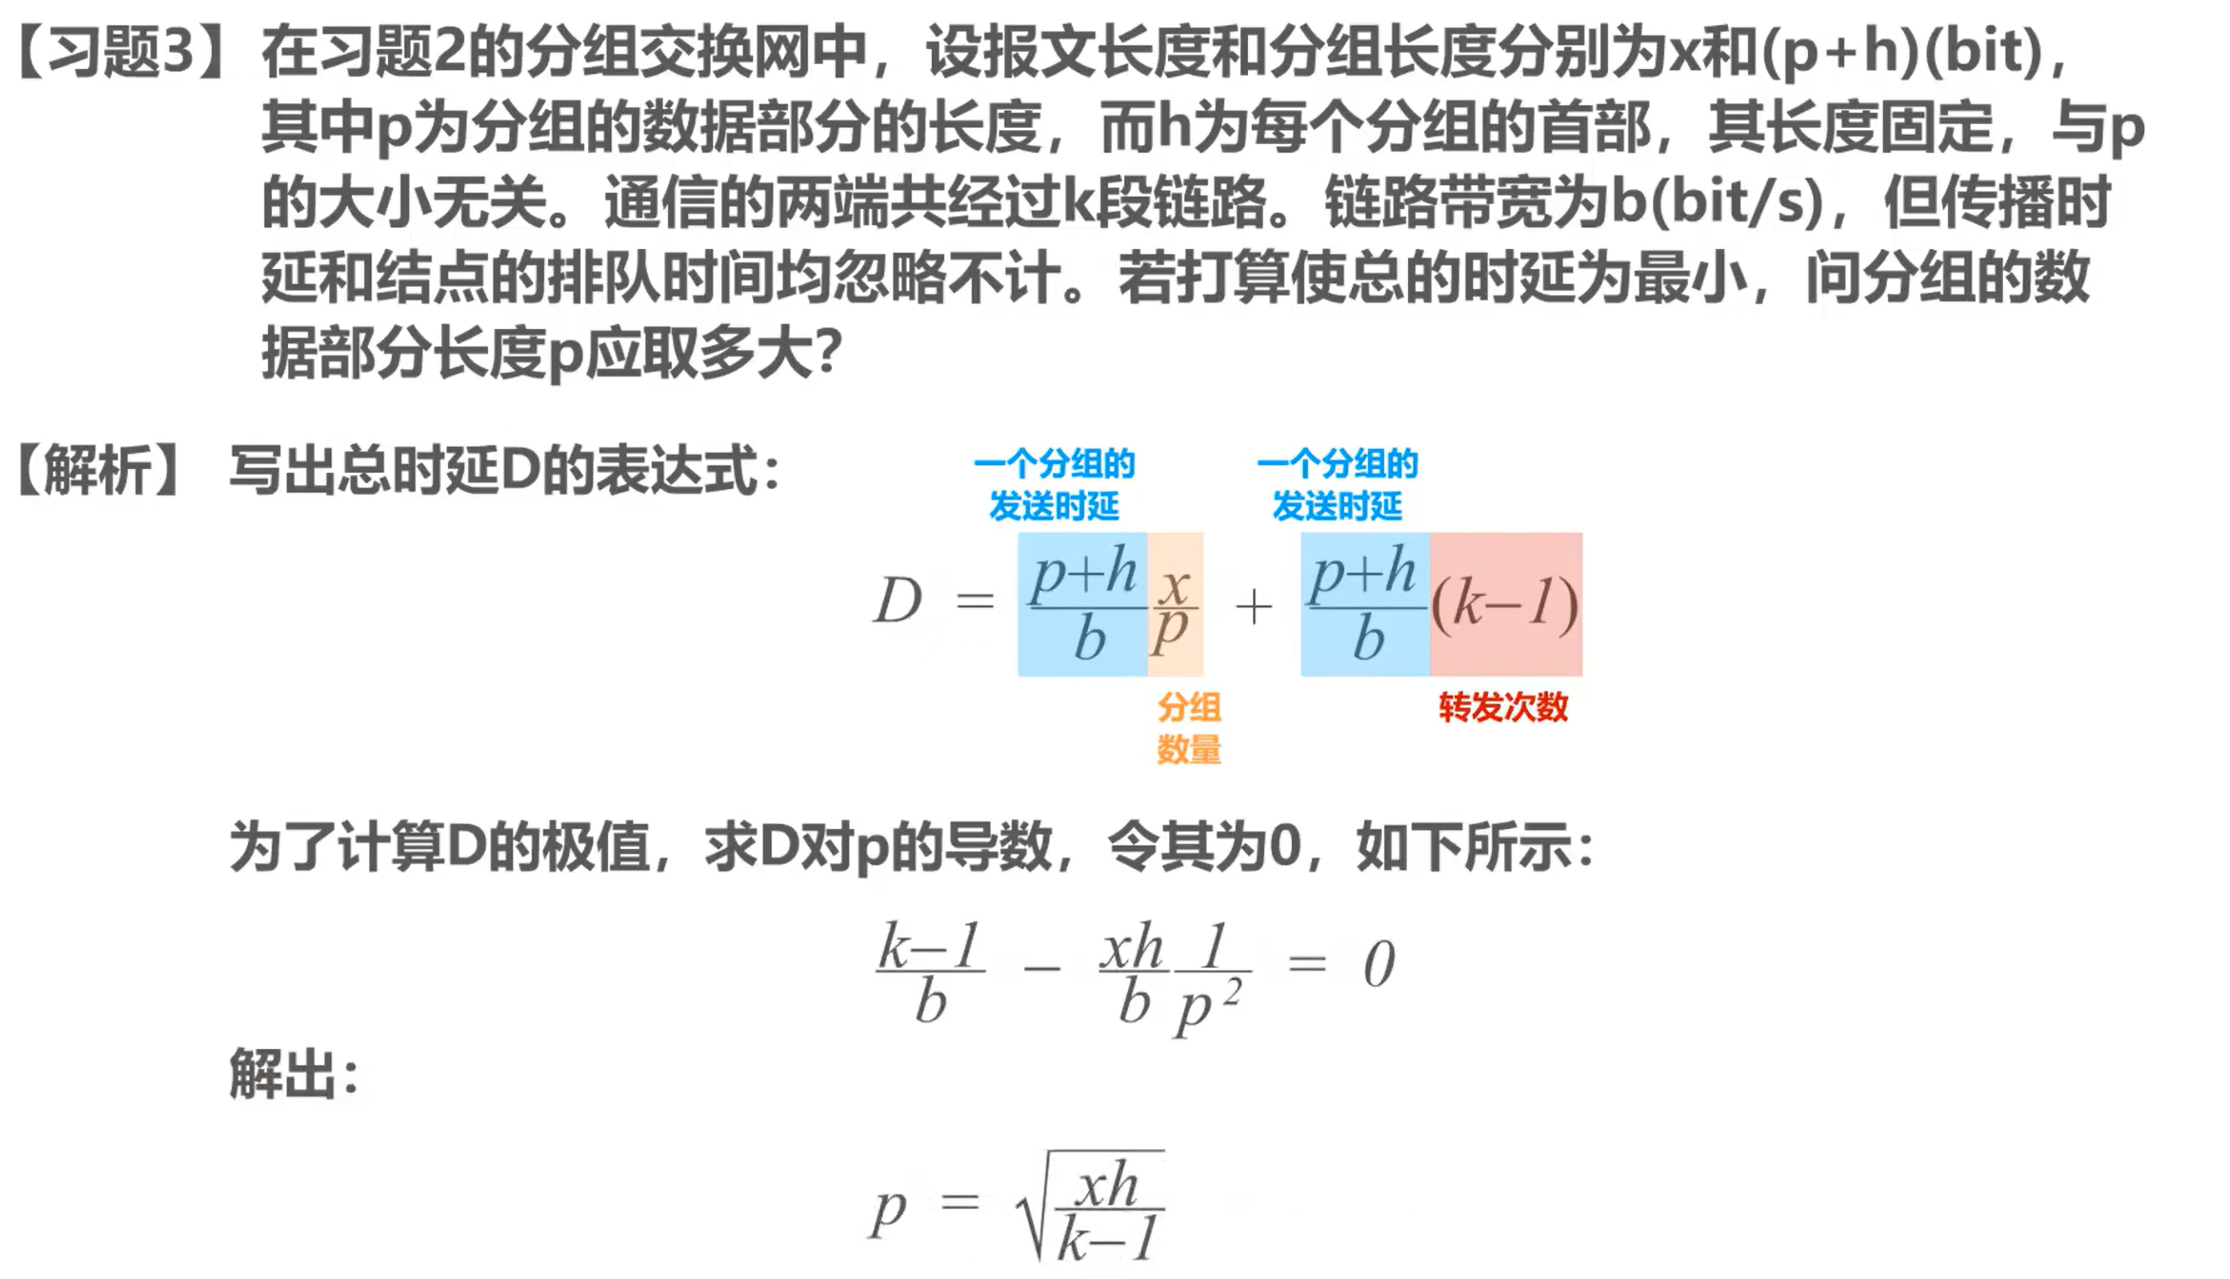 【习题3】在习题2的分组交换网中，设报文长度和分组长度分别为x和(p+h)(bit)，
其中p为分组的数据部分的长度，而h为每个分组的首部，其长度固定，与p
的大小无关。通信的两端共经过k段链路。链路带宽为b(bit/s)，但传播时
延和结点的排队时间均忽略不计。若打算使总的时延为最小，问分组的数
据部分长度p应取多大？
【解析】 写出总时延D的表达式：
一个分组的 一个分组的
发送时延 发送时延
D = \frac{p+h}{b} \frac{x}{p} + \frac{p+h}{b} (k-1)
分组 转发次数
数量
为了计算D的极值，求D对p的导数，令其为0，如下所示：
\frac{k-1}{b} - \frac{xh}{b} \frac{1}{p^2} = 0
解出：
p = \sqrt{\frac{xh}{k-1}}